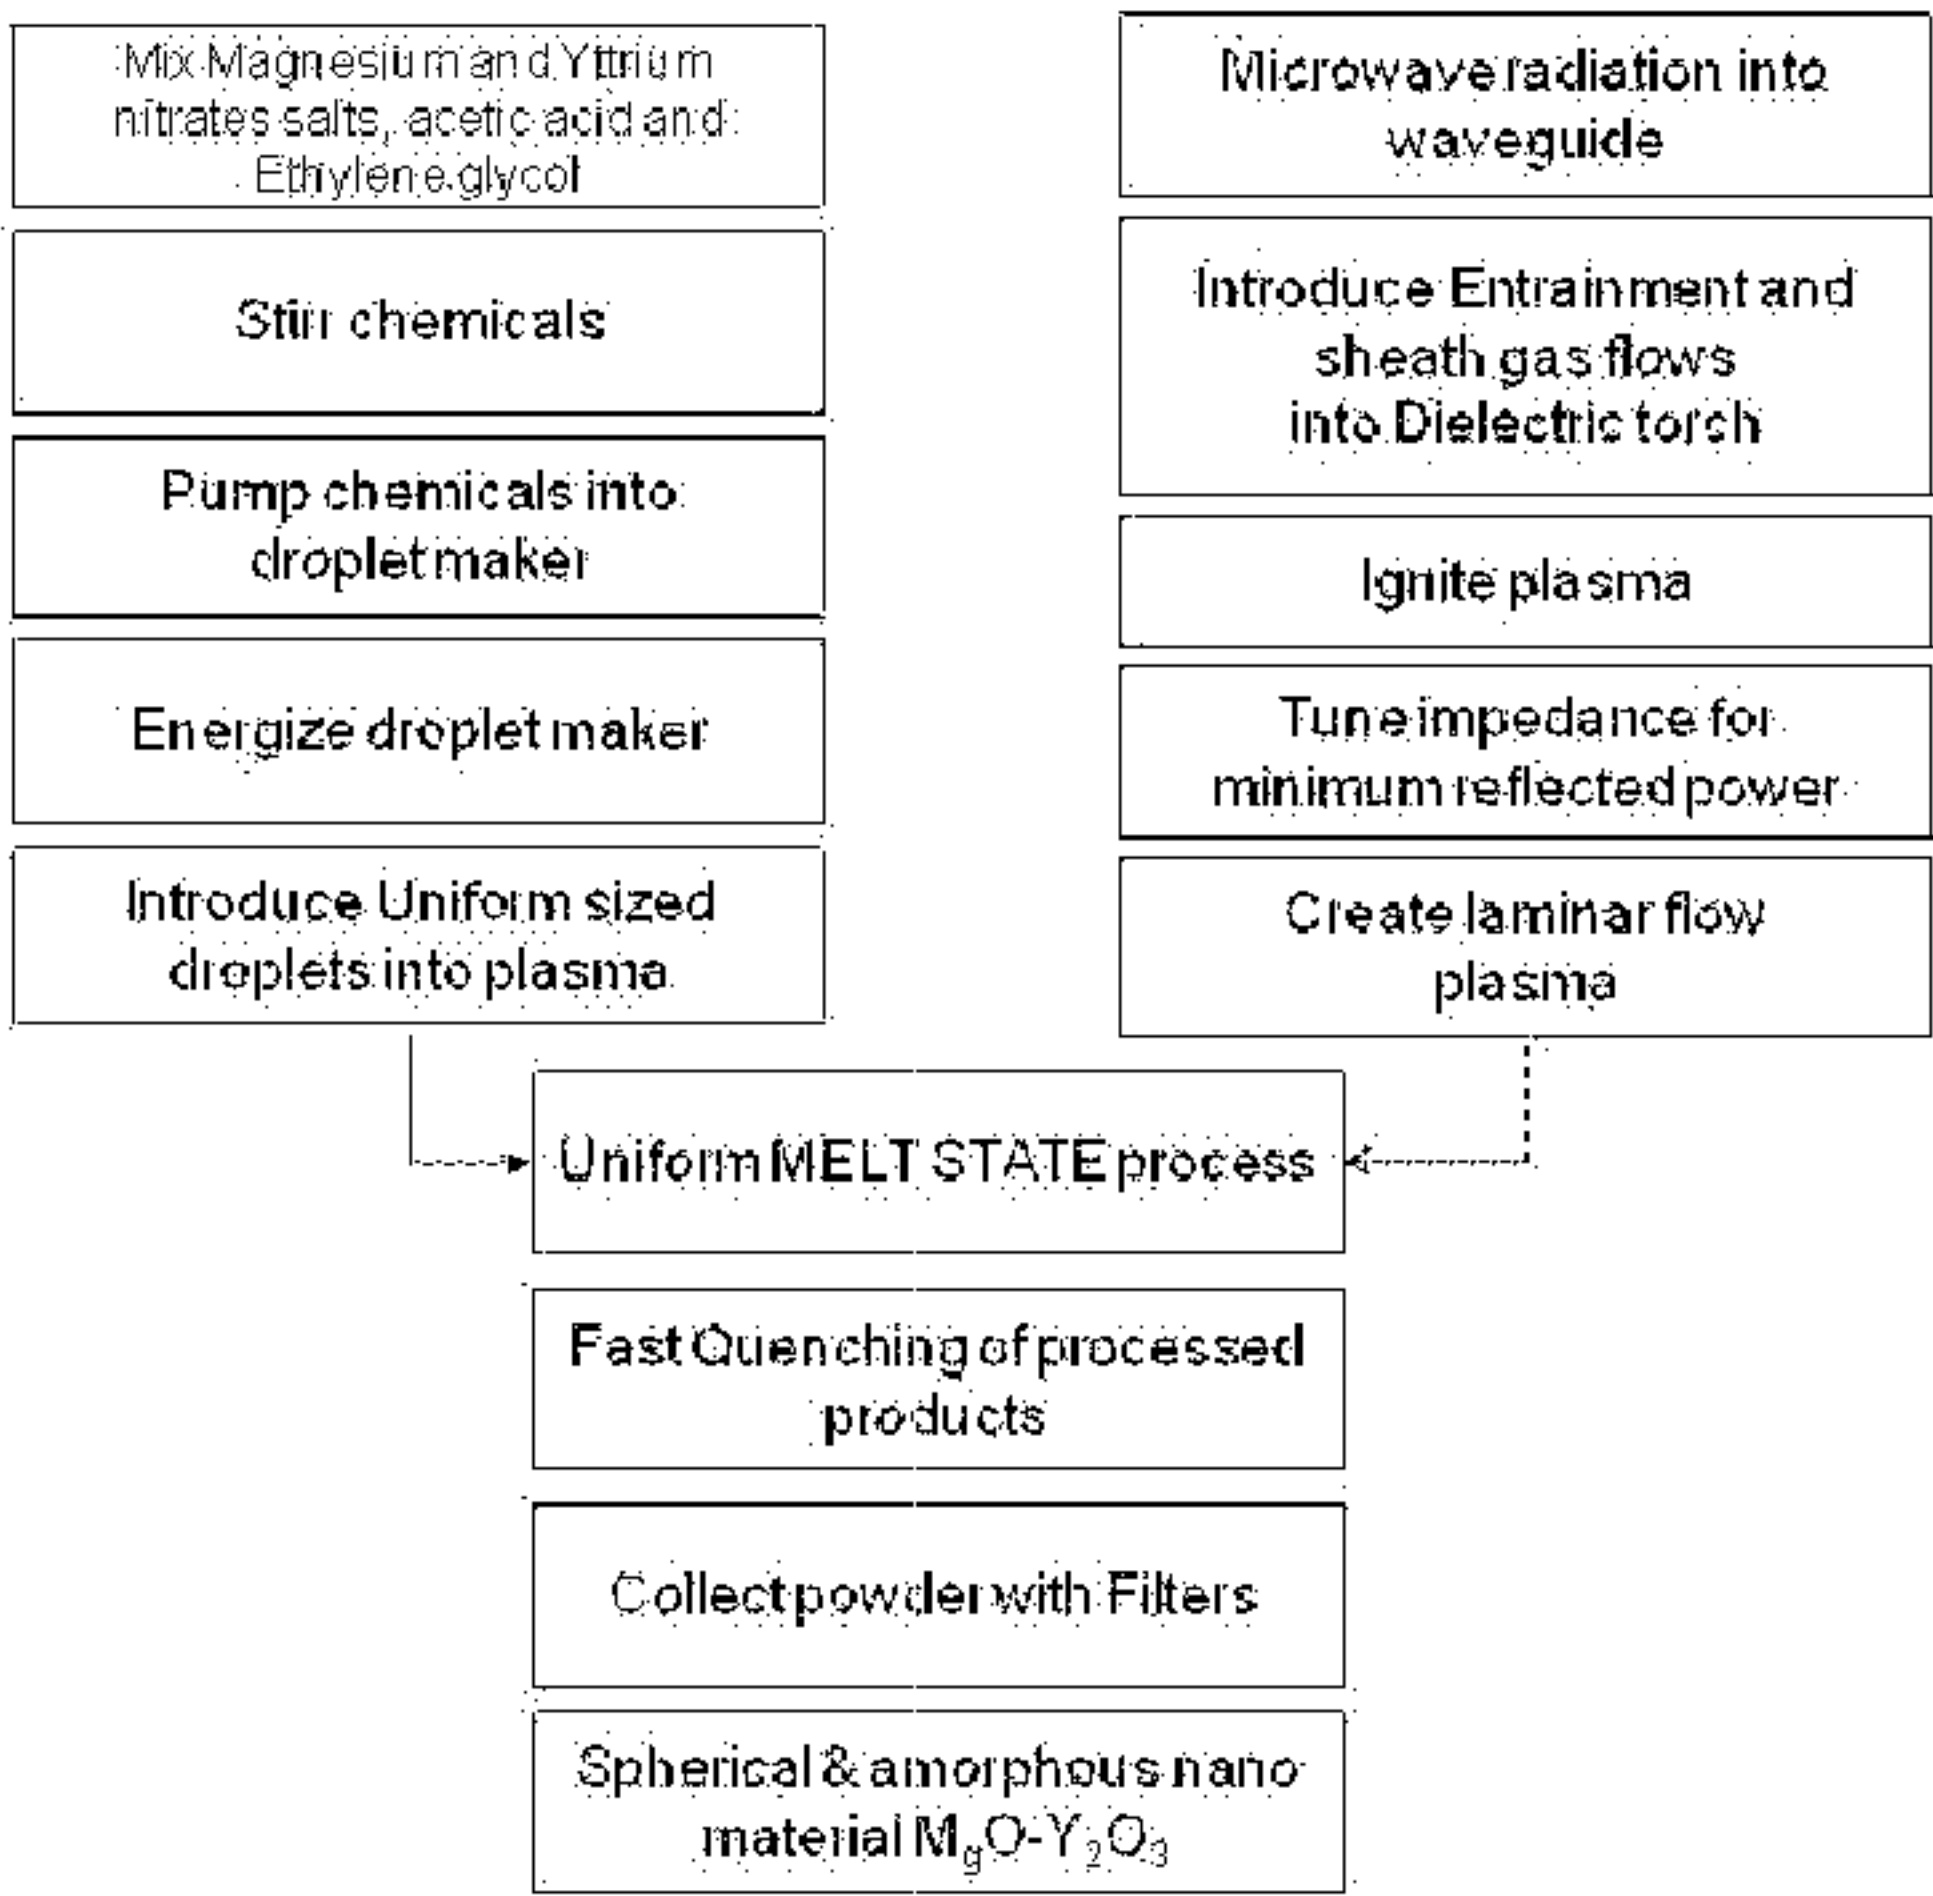 Mix Magnesium and Yttrium
nitrates salts, acetic acid and
Ethylene glycol
Stirr chemicals
Pump chemicals into
droplet maker
Energize droplet maker
Introduce Uniform sized
droplets into plasma
Microwave radiation into
waveguide
Introduce Entrainment and
sheath gas flows
into Dielectric torch
Ignite plasma
Tune impedance for
minimum reflected power
Create laminar flow
plasma
Uniform MELT STATE process
Fast Quenching of processed
products
Collect powder with Filters
Spherical & amorphous nano
material MgO-Y₂O₃